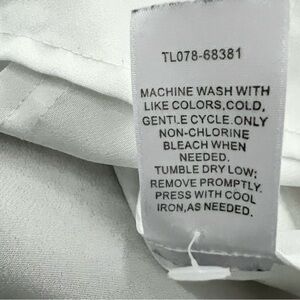 TL078-68381
MACHINE WASH WITH
LIKE COLORS,COLD,
GENTLE CYCLE.ONLY
NON-CHLORINE
BLEACH WHEN
NEEDED.
TUMBLE DRY LOW;
REMOVE PROMPTLY.
PRESS WITH COOL
IRON,AS NEEDED.